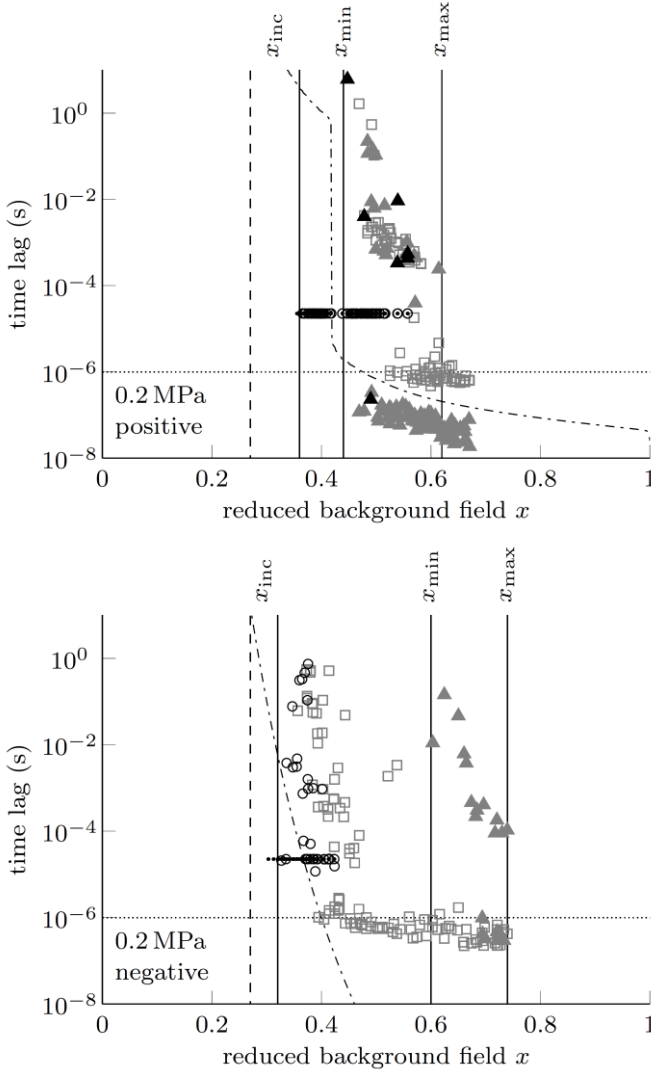 x_inc
x_min
x_max
10^0
10^−2
10^−4
10^−6
10^−8
time lag (s)
0.2 MPa
positive
0 0.2 0.4 0.6 0.8 1
reduced background field x
x_inc
x_min
x_max
10^0
10^−2
10^−4
10^−6
10^−8
time lag (s)
0.2 MPa
negative
0 0.2 0.4 0.6 0.8 1
reduced background field x